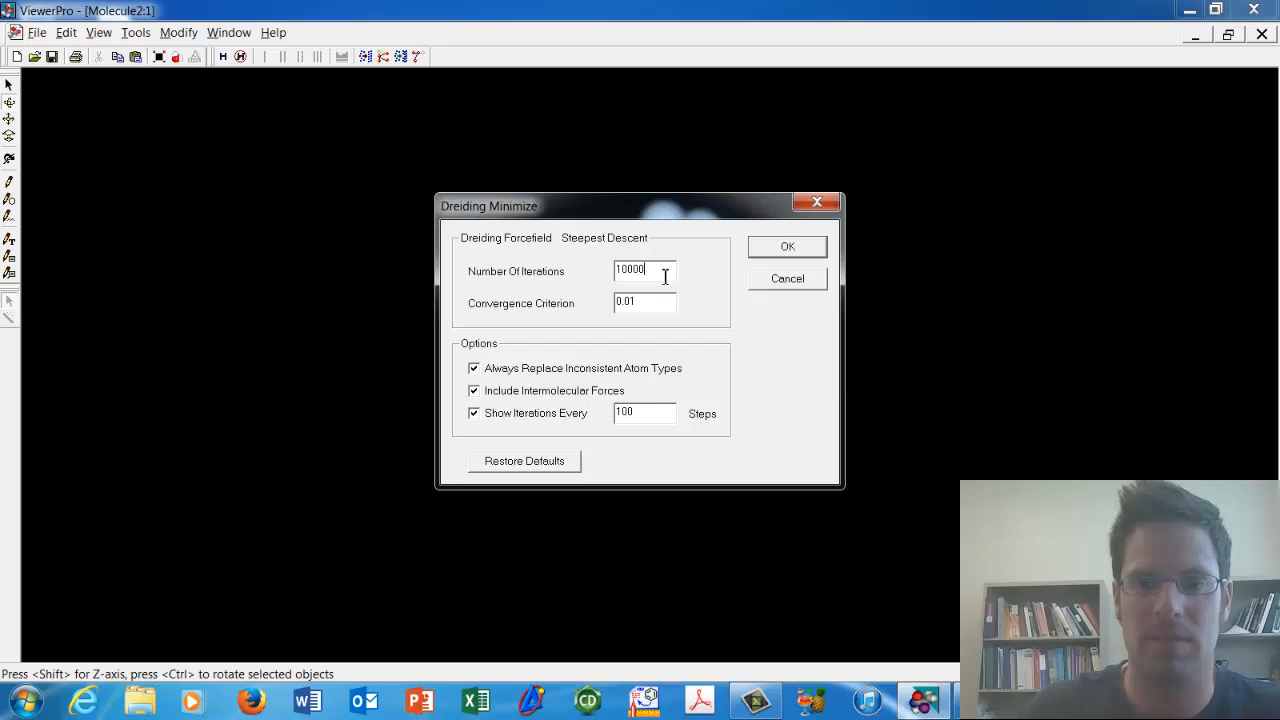 ViewerPro - [Molecule2:1]
File Edit View Tools Modify Window Help
Dreiding Minimize
Dreiding Forcefield Steepest Descent
OK
Number Of Iterations 10000
Cancel
Convergence Criterion 0.01
Options
Always Replace Inconsistent Atom Types
Include Intermolecular Forces
Show Iterations Every 100 Steps
Restore Defaults
Press <Shift> for Z-axis, press <Ctrl> to rotate selected objects